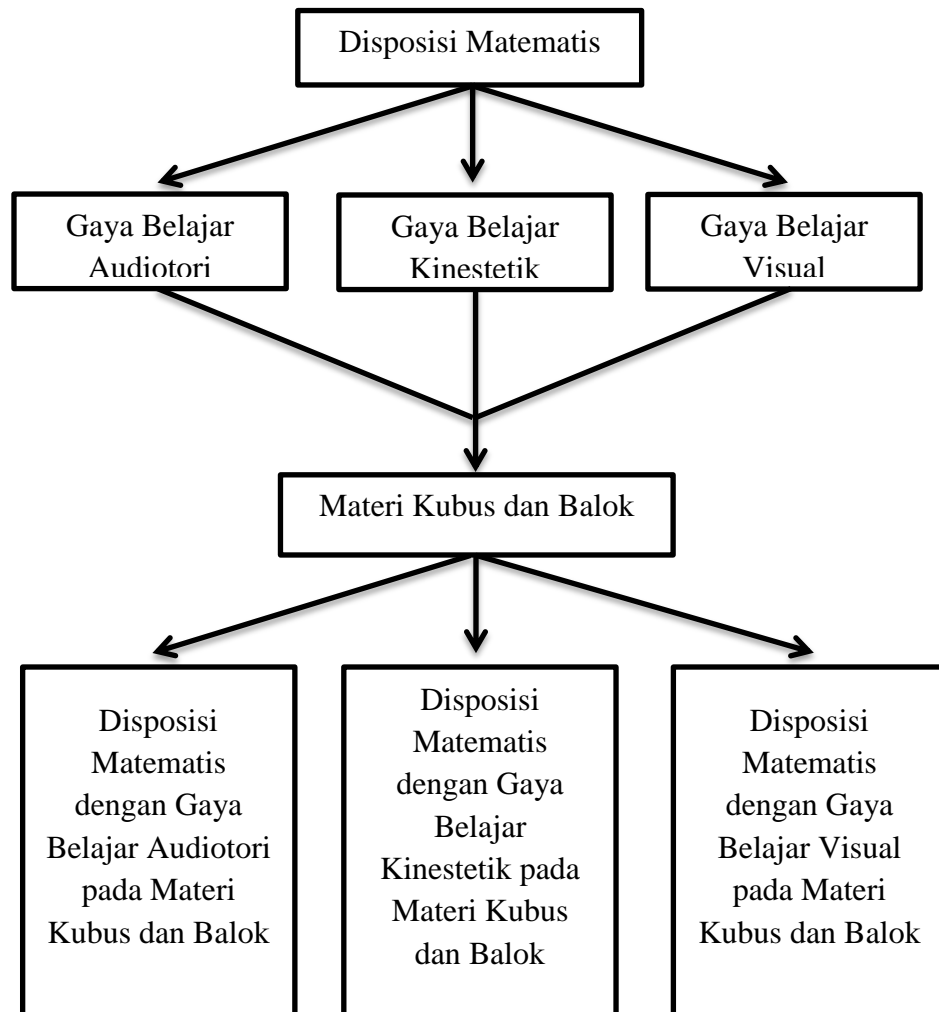 Disposisi Matematis
Gaya Belajar
Audiotori
Gaya Belajar
Kinestetik
Gaya Belajar
Visual
Materi Kubus dan Balok
Disposisi
Matematis
dengan Gaya
Belajar Audiotori
pada Materi
Kubus dan Balok
Disposisi
Matematis
dengan Gaya
Belajar
Kinestetik pada
Materi Kubus
dan Balok
Disposisi
Matematis
dengan Gaya
Belajar Visual
pada Materi
Kubus dan Balok